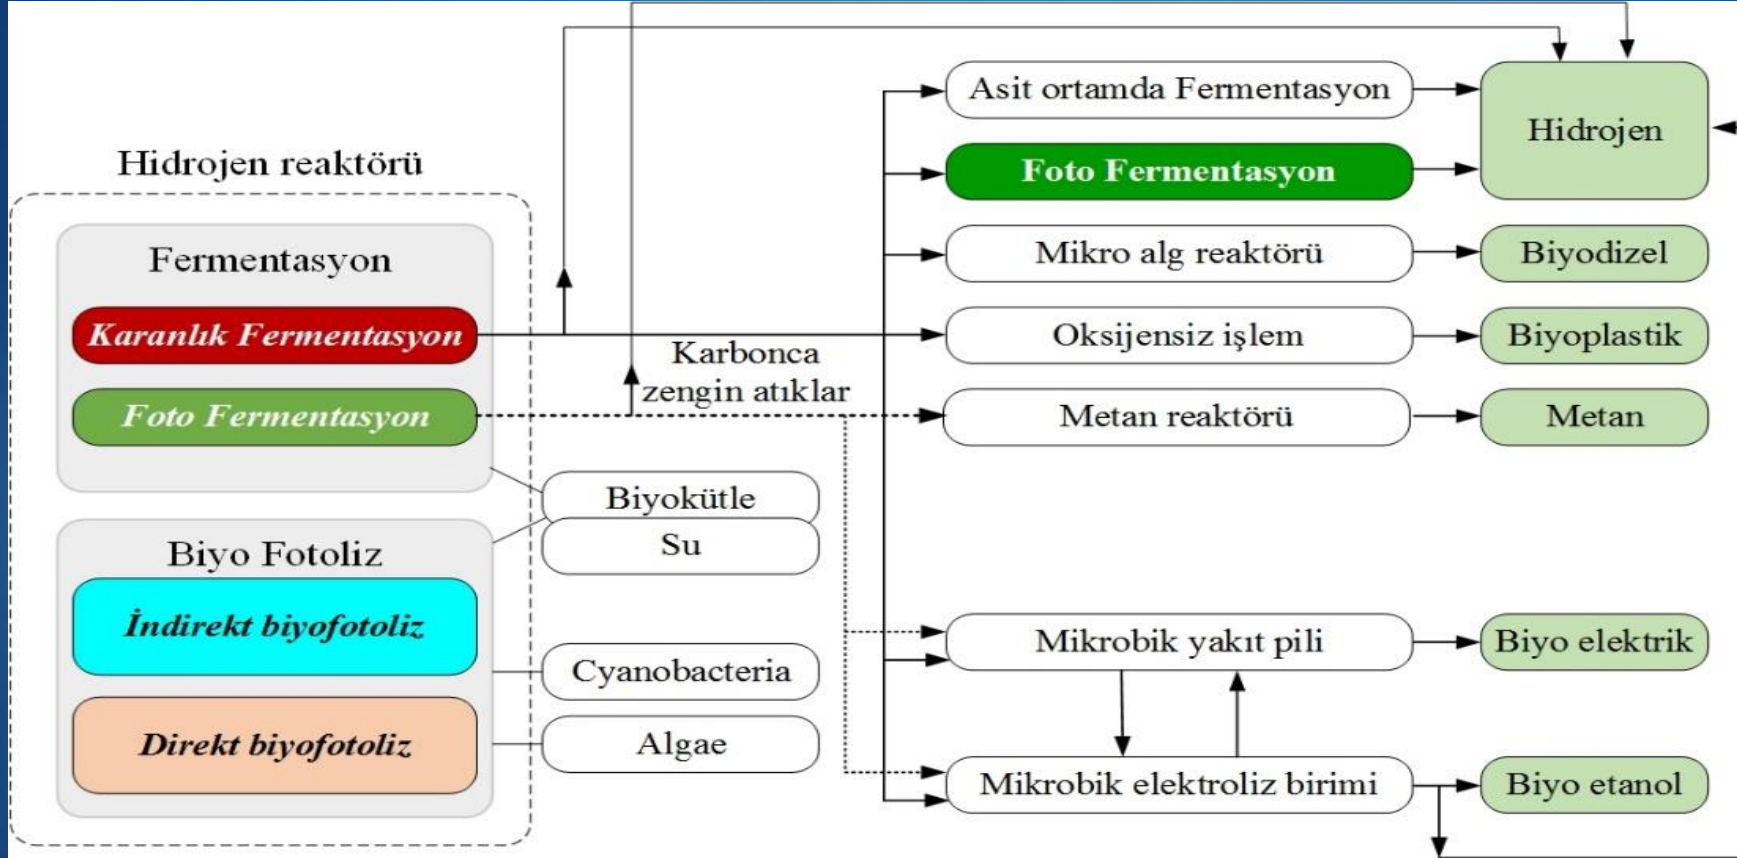 Hidrojen reaktörü
Fermentasyon
Karanlık Fermentasyon
Foto Fermentasyon
Biyo Fotoliz
İndirekt biyofotoliz
Direkt biyofotoliz
Biyokütle
Su
Cyanobacteria
Algae
Karbonca
zengin atıklar
Asit ortamda Fermentasyon
Foto Fermentasyon
Mikro alg reaktörü
Oksijensiz işlem
Metan reaktörü
Mikrobik yakıt pili
Mikrobik elektroliz birimi
Hidrojen
Biyodizel
Biyoplastik
Metan
Biyo elektrik
Biyo etanol